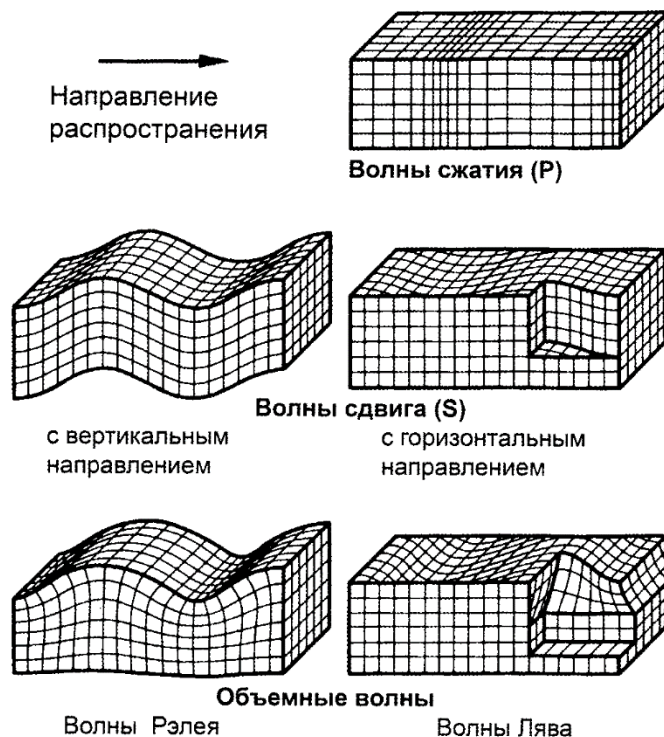 Направление
распространения
Волны сжатия (P)
Волны сдвига (S)
с вертикальным
направлением
с горизонтальным
направлением
Объемные волны
Волны Рэлея
Волны Лява